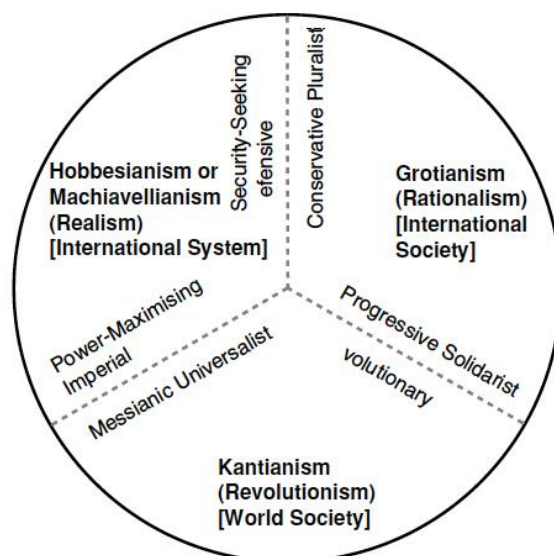 Security-Seeking
efensive
Conservative Pluralist
Hobbesianism or
Machiavellianism
(Realism)
[International System]
Grotianism
(Rationalism)
[International
Society]
Power-Maximising
Imperial
Messianic Universalist
Progressive Solidarist
volutionary
Kantianism
(Revolutionism)
[World Society]